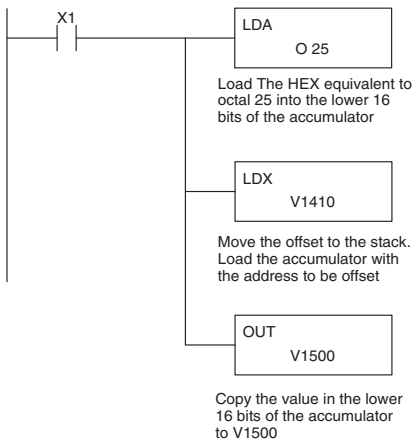 X1
LDA
O 25
Load The HEX equivalent to
octal 25 into the lower 16
bits of the accumulator
LDX
V1410
Move the offset to the stack.
Load the accumulator with
the address to be offset
OUT
V1500
Copy the value in the lower
16 bits of the accumulator
to V1500